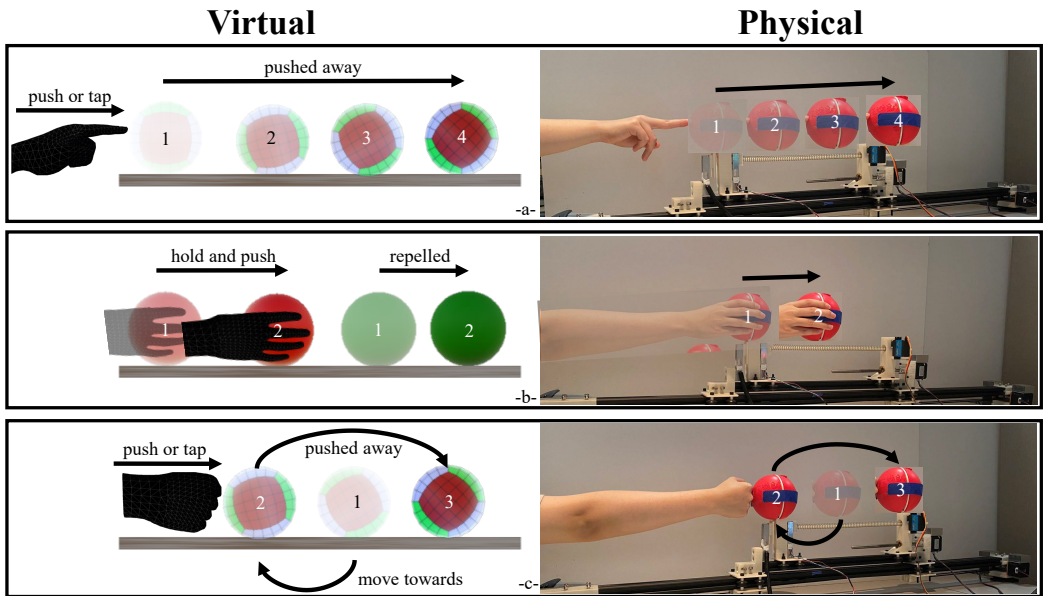 Virtual
Physical
pushed away
push or tap
1
2
3
4
-a-
1
2
3
4
hold and push
repelled
1
2
1
2
-b-
1
2
push or tap
pushed away
2
1
3
move towards
-c-
2
1
3